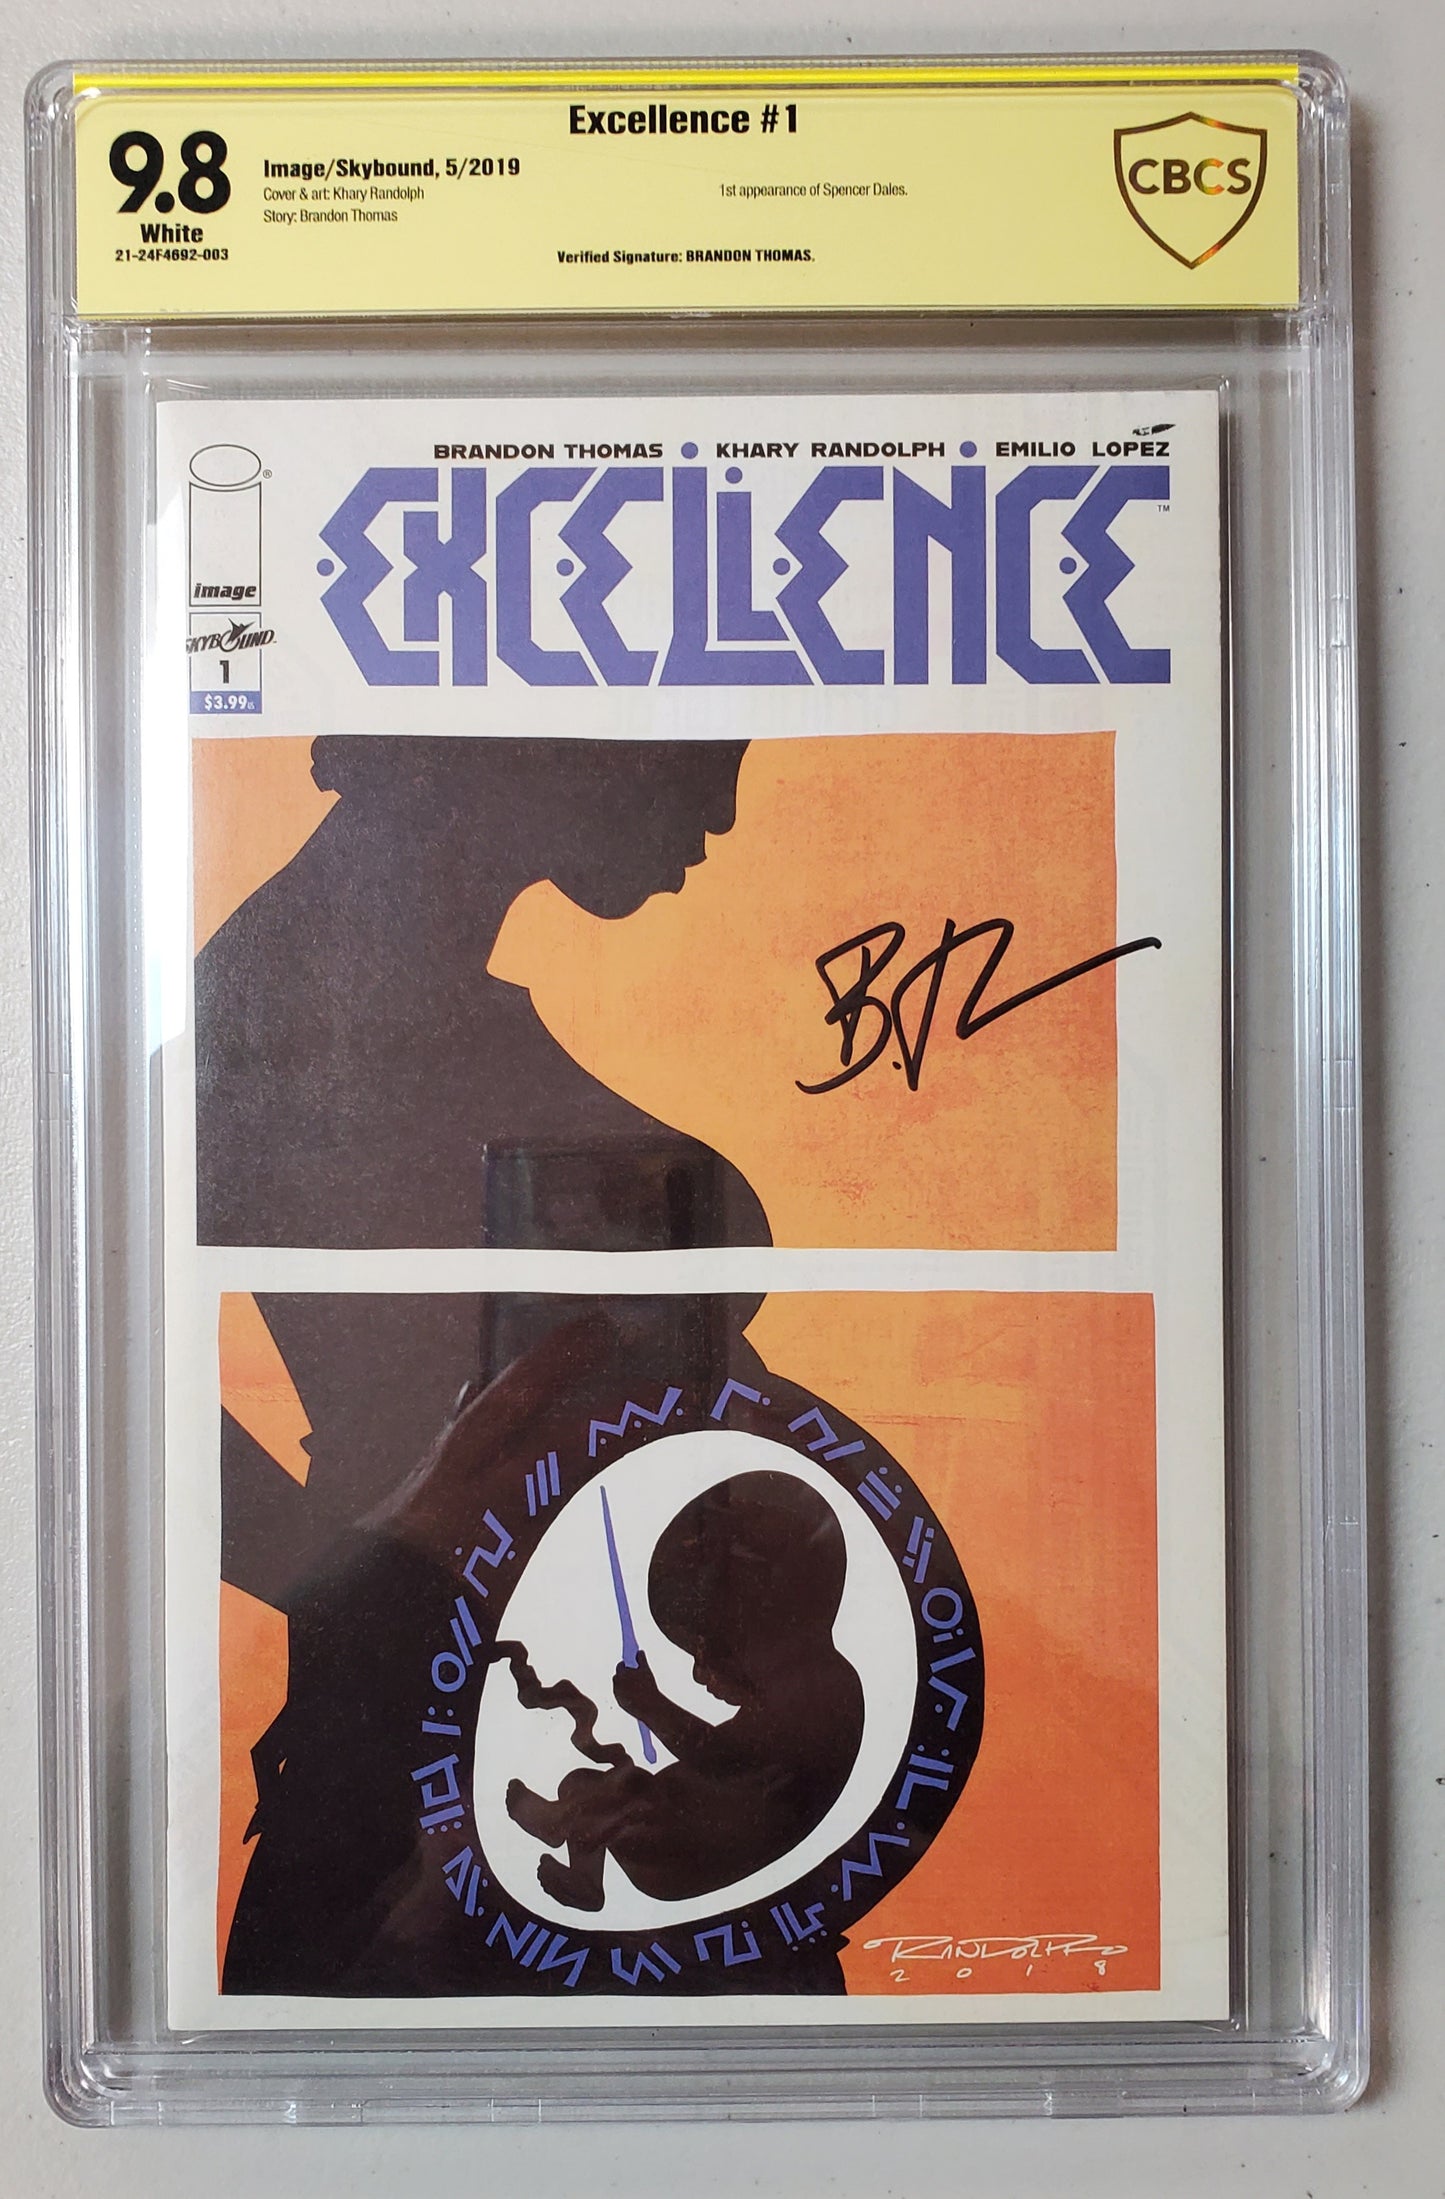 Excellence #1
9.8
White
21-24F4692-003
Image/Skybound, 5/2019
Cover & art: Khary Randolph
Story: Brandon Thomas
1st appearance of Spencer Dales.
Verified Signature: BRANDON THOMAS.
CBCS
BRANDON THOMAS • KHARY RANDOLPH • EMILIO LOPEZ
EXCELLENCE™
®
image
SKYBOUND
1
$3.99US
RANDOLPH
2018